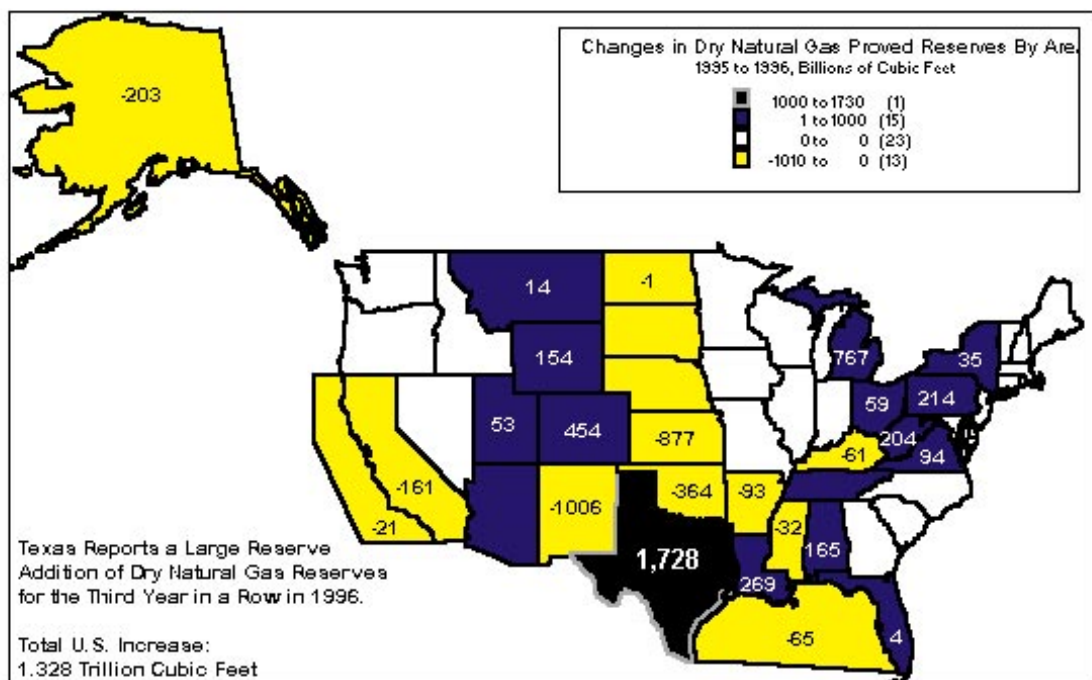 Changes in Dry Natural Gas Proved Reserves By Are
1995 to 1996, Billions of Cubic Feet
1000 to 1730 (1)
1 to 1000 (15)
0 to 0 (23)
-1010 to 0 (13)
-203
14
-1
154
767
35
53
454
-877
59
214
204
94
-61
-161
-21
-1006
-364
-93
-32
165
1,728
269
-65
4
Texas Reports a Large Reserve
Addition of Dry Natural Gas Reserves
for the Third Year in a Row in 1996.
Total U.S. Increase:
1.328 Trillion Cubic Feet